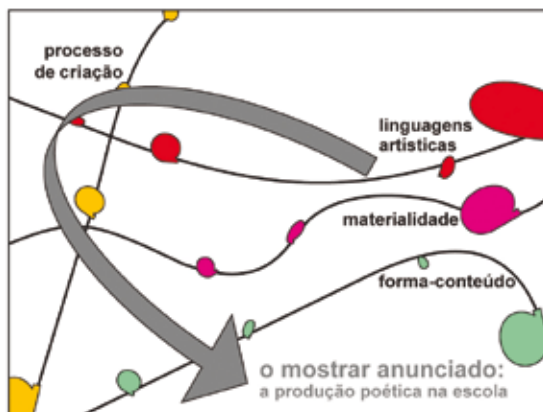 processo
de criação
linguagens
artísticas
materialidade
forma-conteúdo
o mostrar anunciado:
a produção poética na escola